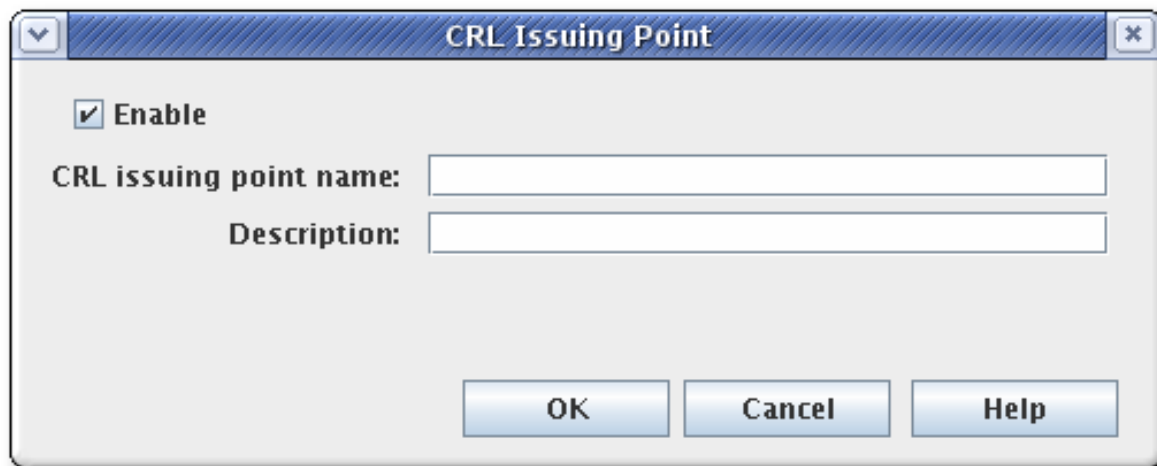 CRL Issuing Point
Enable
CRL issuing point name:
Description:
OK Cancel Help